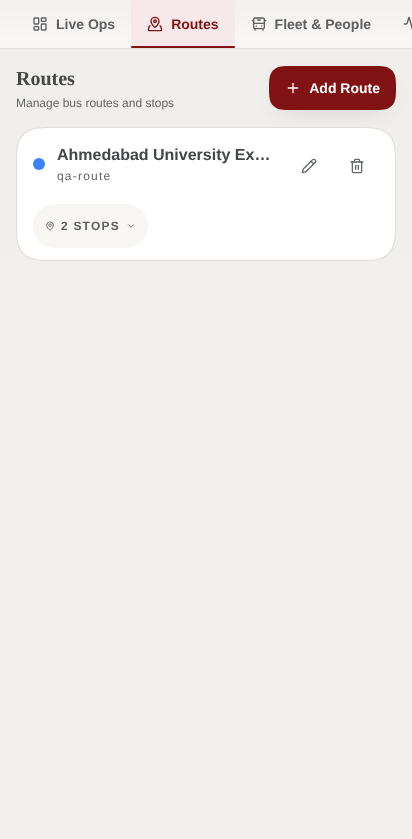 Live Ops Routes Fleet & People
Routes
Manage bus routes and stops
Add Route
Ahmedabad University Ex...
qa-route
2 STOPS